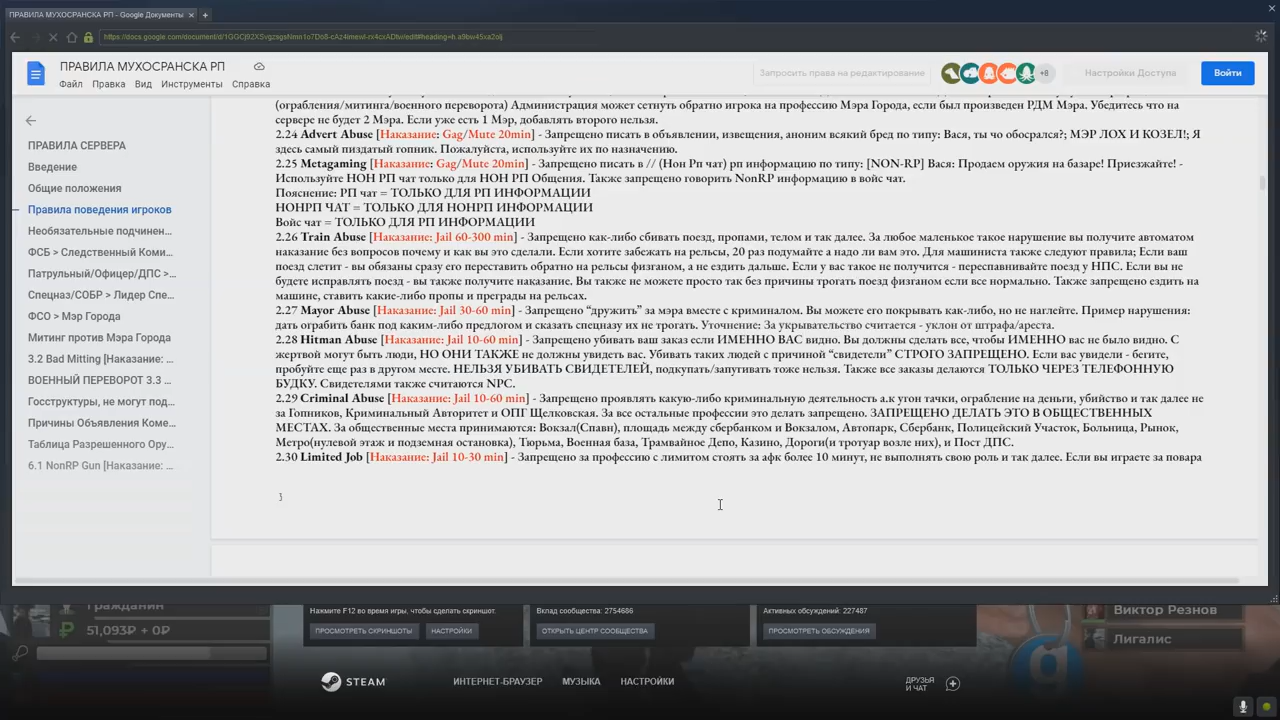 ПРАВИЛА МУХОСРАНСКА РП - Google Документы
ПРАВИЛА МУХОСРАНСКА РП
Файл Правка Вид Инструменты Справка
Запросить права на редактирование
+8
Настройки Доступа
Войти
ПРАВИЛА СЕРВЕРА
Введение
Общие положения
Правила поведения игроков
Необязательные подчинен...
ФСБ > Следственный Коми...
Патрульный/Офицер/ДПС >...
Спецназ/СОБР > Лидер Спе...
ФСО > Мэр Города
Митинг против Мэра Города
3.2 Bad Mitting [Наказание: ...
ВОЕННЫЙ ПЕРЕВОРОТ 3.3 ...
Госструктуры, не могут под...
Причины Объявления Коме...
Таблица Разрешенного Ору...
6.1 NonRP Gun [Наказание: ...
(ограбления/митинга/военного переворота) Администрация может сетнуть обратно игрока на профессию Мэра Города, если был произведен РДМ Мэра. Убедитесь что на
сервере не будет 2 Мэра. Если уже есть 1 Мэр, добавлять второго нельзя.
2.24 Advert Abuse [Наказание: Gag/Mute 20min] - Запрещено писать в объявлении, извещения, аноним всякий бред по типу: Вася, ты чо обосрался?; МЭР ЛОХ И КОЗЕЛ!; Я
здесь самый пиздатый гопник. Пожалуйста, используйте их по назначению.
2.25 Metagaming [Наказание: Gag/Mute 20min] - Запрещено писать в // (Нон Рп чат) рп информацию по типу: [NON-RP] Вася: Продаем оружия на базаре! Приезжайте! -
Используйте НОН РП чат только для НОН РП Общения. Также запрещено говорить NonRP информацию в войс чат.
Пояснение: РП чат = ТОЛЬКО ДЛЯ РП ИНФОРМАЦИИ
НОНРП ЧАТ = ТОЛЬКО ДЛЯ НОНРП ИНФОРМАЦИИ
Войс чат = ТОЛЬКО ДЛЯ РП ИНФОРМАЦИИ
2.26 Train Abuse [Наказание: Jail 60-300 min] - Запрещено как-либо сбивать поезд, пропами, телом и так далее. За любое маленькое такое нарушение вы получите автоматом
наказание без вопросов почему и как вы это сделали. Если хотите забежать на рельсы, 20 раз подумайте а надо ли вам это. Для машиниста также следуют правила; Если ваш
поезд слетит - вы обязаны сразу его переставить обратно на рельсы физганом, а не ездить дальше. Если у вас такое не получится - переспавнивайте поезд у НПС. Если вы не
будете исправлять поезд - вы также получите наказание. Вы также не можете просто так без причины трогать поезд физганом если все нормально. Также запрещено ездить на
машине, ставить какие-либо пропы и преграды на рельсах.
2.27 Mayor Abuse [Наказание: Jail 30-60 min] - Запрещено “дружить” за мэра вместе с криминалом. Вы можете его покрывать как-либо, но не наглейте. Пример нарушения:
дать ограбить банк под каким-либо предлогом и сказать спецназу их не трогать. Уточнение: За укрывательство считается - уклон от штрафа/ареста.
2.28 Hitman Abuse [Наказание: Jail 10-60 min] - Запрещено убивать ваш заказ если ИМЕННО ВАС видно. Вы должны сделать все, чтобы ИМЕННО вас не было видно. С
жертвой могут быть люди, НО ОНИ ТАКЖЕ не должны увидеть вас. Убивать таких людей с причиной “свидетели” СТРОГО ЗАПРЕЩЕНО. Если вас увидели - бегите,
пробуйте еще раз в другом месте. НЕЛЬЗЯ УБИВАТЬ СВИДЕТЕЛЕЙ, подкупать/запугивать тоже нельзя. Также все заказы делаются ТОЛЬКО ЧЕРЕЗ ТЕЛЕФОННУЮ
БУДКУ. Свидетелями также считаются NPC.
2.29 Criminal Abuse [Наказание: Jail 10-60 min] - Запрещено проявлять какую-либо криминальную деятельность а.к угон тачки, ограбление на деньги, убийство и так далее не
за Гопников, Криминальный Авторитет и ОПГ Щелковская. За все остальные профессии это делать запрещено. ЗАПРЕЩЕНО ДЕЛАТЬ ЭТО В ОБЩЕСТВЕННЫХ
МЕСТАХ. За общественные места принимаются: Вокзал(Спавн), площадь между сбербанком и Вокзалом, Автопарк, Сбербанк, Полицейский Участок, Больница, Рынок,
Метро(нулевой этаж и подземная остановка), Тюрьма, Военная база, Трамвайное Депо, Казино, Дороги(и тротуар возле них), и Пост ДПС.
2.30 Limited Job [Наказание: Jail 10-30 min] - Запрещено за профессию с лимитом стоять за афк более 10 минут, не выполнять свою роль и так далее. Если вы играете за повара
3
Гражданин
51,093₽ + 0₽
Нажмите F12 во время игры, чтобы сделать скриншот.
ПРОСМОТРЕТЬ СКРИНШОТЫ НАСТРОЙКИ
Вклад сообщества: 2754686
ОТКРЫТЬ ЦЕНТР СООБЩЕСТВА
Активных обсуждений: 227487
ПРОСМОТРЕТЬ ОБСУЖДЕНИЯ
Виктор Резнов
Лигалис
STEAM
ИНТЕРНЕТ-БРАУЗЕР МУЗЫКА НАСТРОЙКИ
ДРУЗЬЯ
И ЧАТ